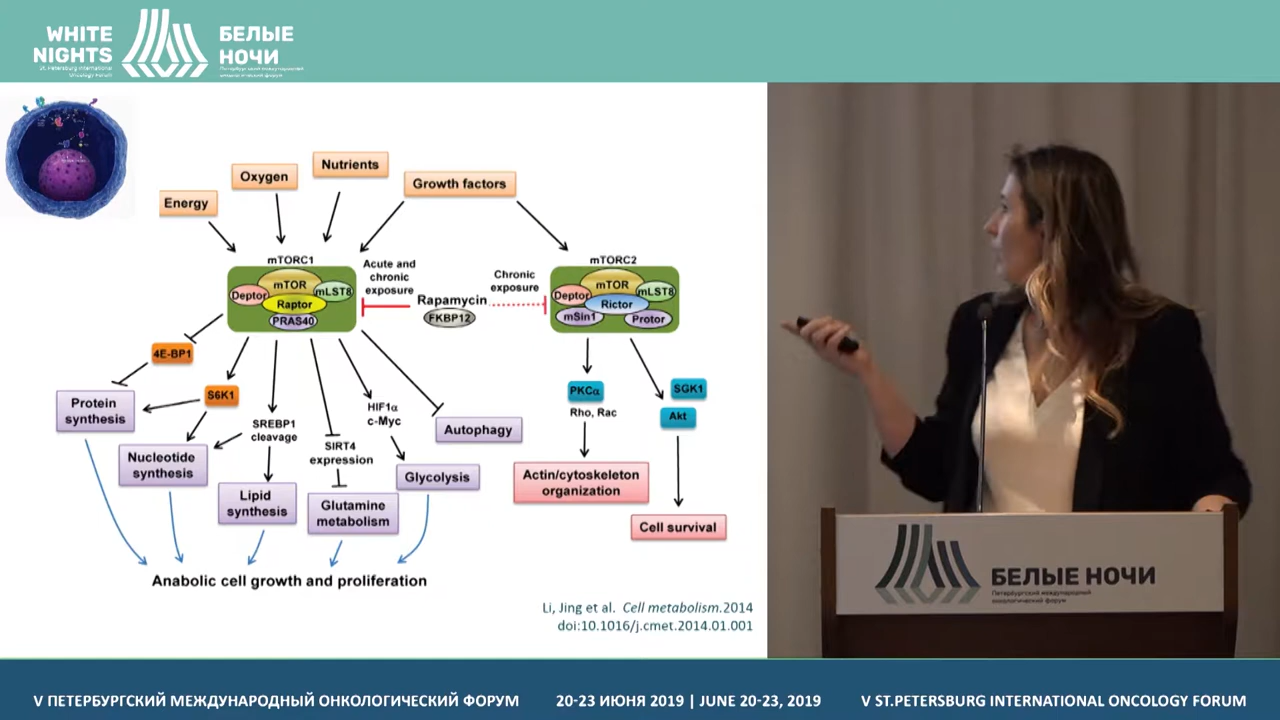 WHITE
NIGHTS
St. Petersburg International
Oncology Forum
БЕЛЫЕ
НОЧИ
Петербургский международный
онкологический форум
Nutrients
Oxygen
Growth factors
Energy
mTORC1
mTOR
Deptor
mLST8
Raptor
PRAS40
Acute and
chronic
exposure
Rapamycin
FKBP12
Chronic
exposure
mTORC2
mTOR
Deptor
mLST8
Rictor
mSin1
Protor
4E-BP1
S6K1
Protein
synthesis
Nucleotide
synthesis
SREBP1
cleavage
Lipid
synthesis
SIRT4
expression
Glutamine
metabolism
HIF1α
c-Myc
Glycolysis
Autophagy
PKCα
Rho, Rac
Actin/cytoskeleton
organization
SGK1
Akt
Cell survival
Anabolic cell growth and proliferation
Li, Jing et al. Cell metabolism.2014
doi:10.1016/j.cmet.2014.01.001
БЕЛЫЕ НОЧИ
Петербургский международный
онкологический форум
V ПЕТЕРБУРГСКИЙ МЕЖДУНАРОДНЫЙ ОНКОЛОГИЧЕСКИЙ ФОРУМ
20-23 ИЮНЯ 2019 | JUNE 20-23, 2019
V ST.PETERSBURG INTERNATIONAL ONCOLOGY FORUM